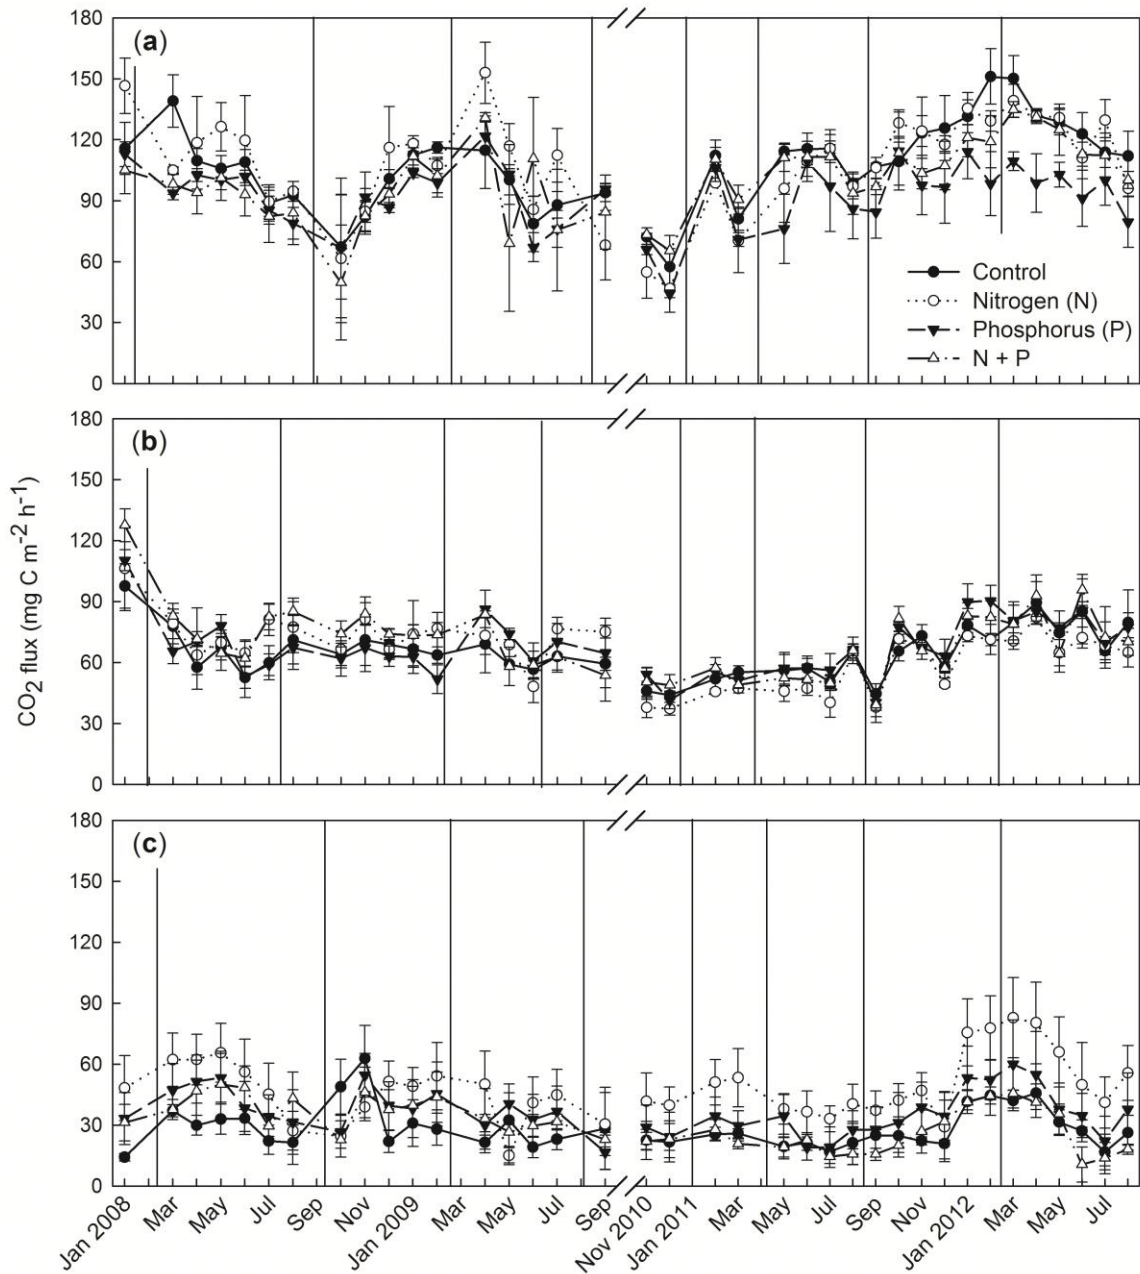 180
(a)
150
120
90
60
30
0
Control
Nitrogen (N)
Phosphorus (P)
N + P
180
(b)
150
120
90
60
30
0
CO2 flux (mg C m-2 h-1)
180
(c)
150
120
90
60
30
0
Jan 2008
Mar
May
Jul
Sep
Nov
Jan 2009
Mar
May
Jul
Sep
Nov 2010
Jan 2011
Mar
May
Jul
Sep
Nov
Jan 2012
Mar
May
Jul